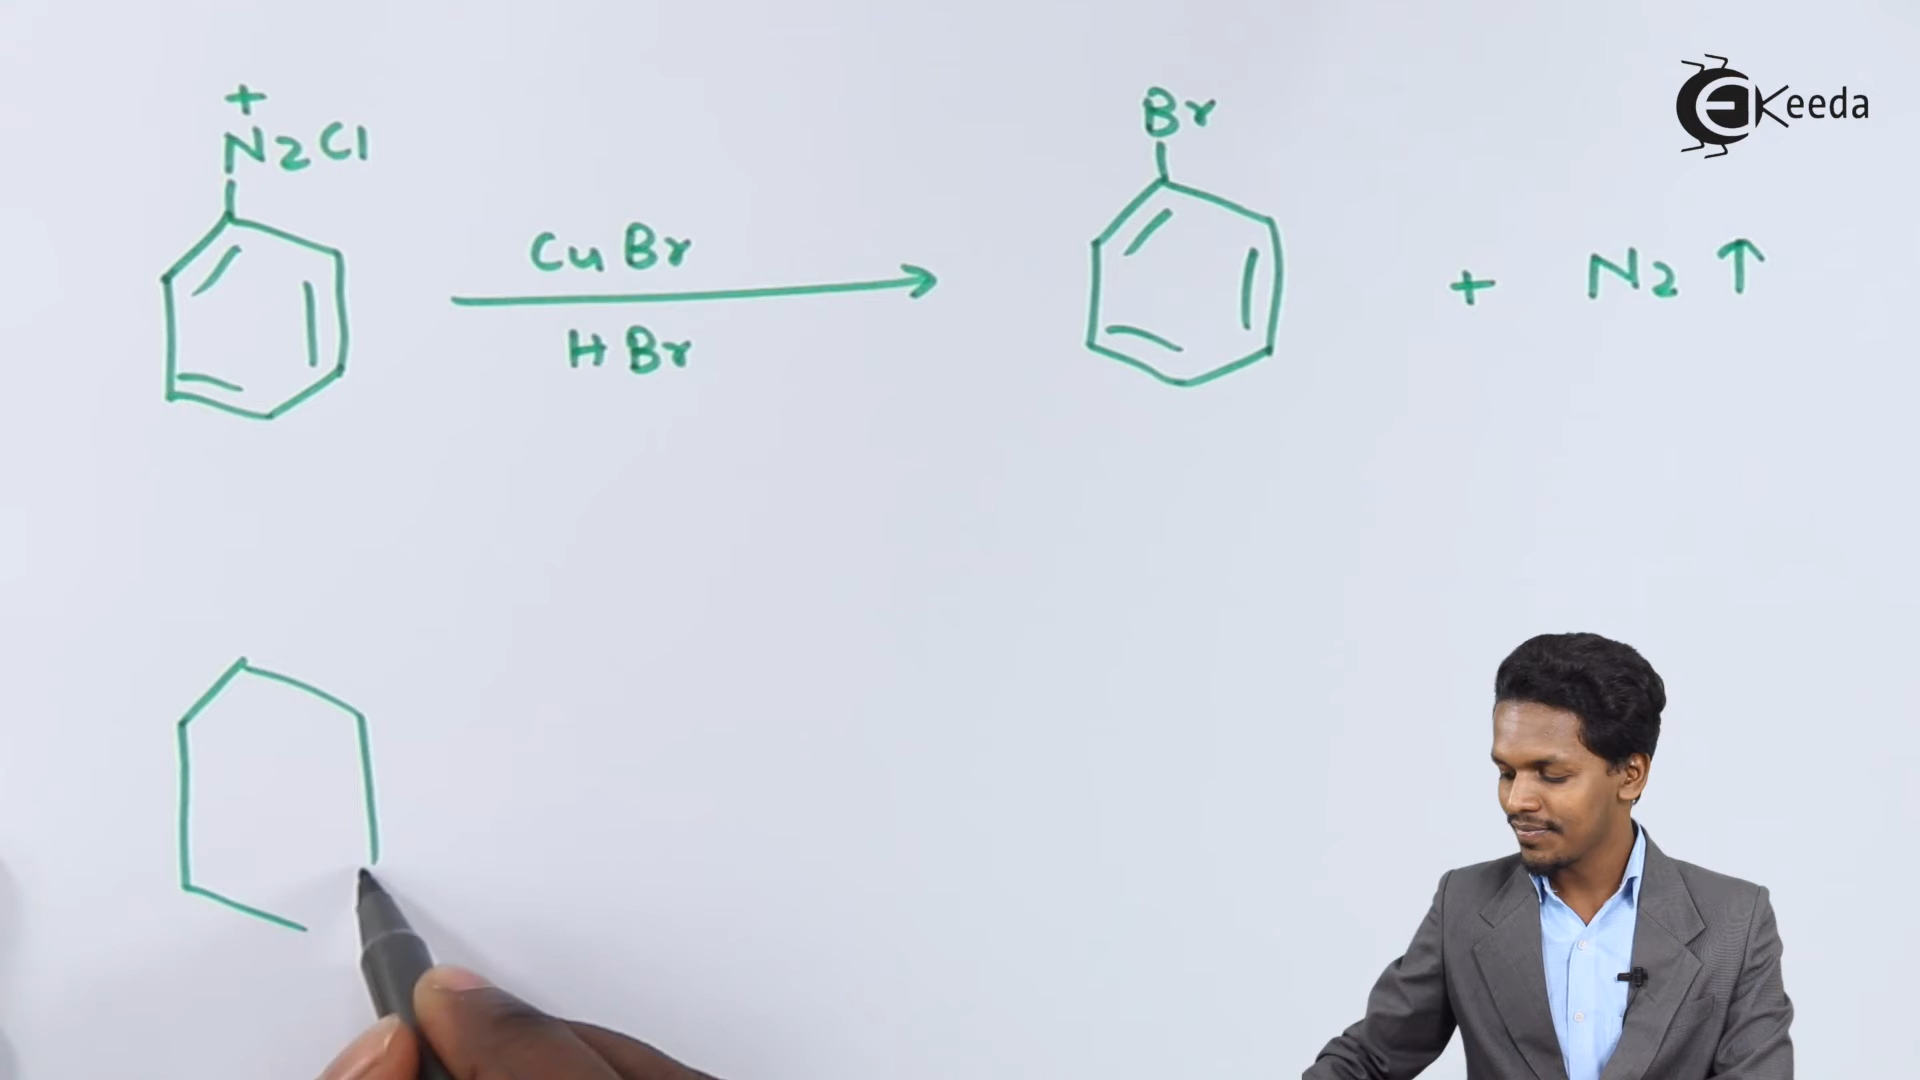 +
N2Cl
CuBr
HBr
Br
+ N2 ↑
EKeeda